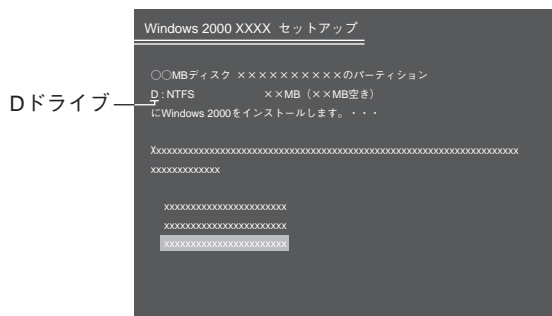 Windows 2000 XXXX セットアップ
○○MBディスク ××××××××××のパーティション
Dドライブ
D : NTFS ××MB（××MB空き）
にWindows 2000をインストールします。・・・
Xxxxxxxxxxxxxxxxxxxxxxxxxxxxxxxxxxxxxxxxxxxxxxxxxxxxxxxxxxxxxxxxxxxxx
xxxxxxxxxxxxx
xxxxxxxxxxxxxxxxxxxxxxx
xxxxxxxxxxxxxxxxxxxxxxx
xxxxxxxxxxxxxxxxxxxxxxx